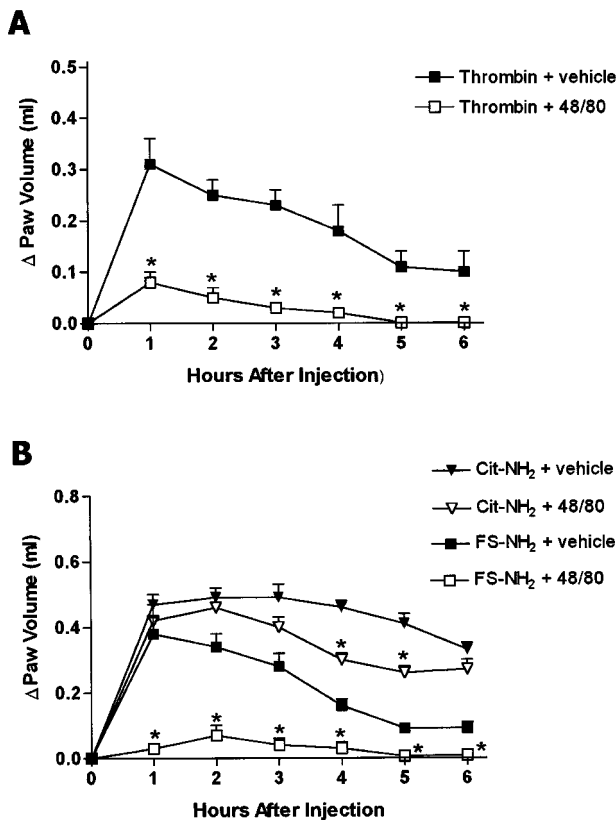 A
0.5
0.4
0.3
0.2
0.1
0.0
Δ Paw Volume (ml)
Thrombin + vehicle
Thrombin + 48/80
* * * * * *
0 1 2 3 4 5 6
Hours After Injection)
B
0.8
0.6
0.4
0.2
0.0
Δ Paw Volume (ml)
Cit-NH₂ + vehicle
Cit-NH₂ + 48/80
FS-NH₂ + vehicle
FS-NH₂ + 48/80
* *
* * * * * *
0 1 2 3 4 5 6
Hours After Injection